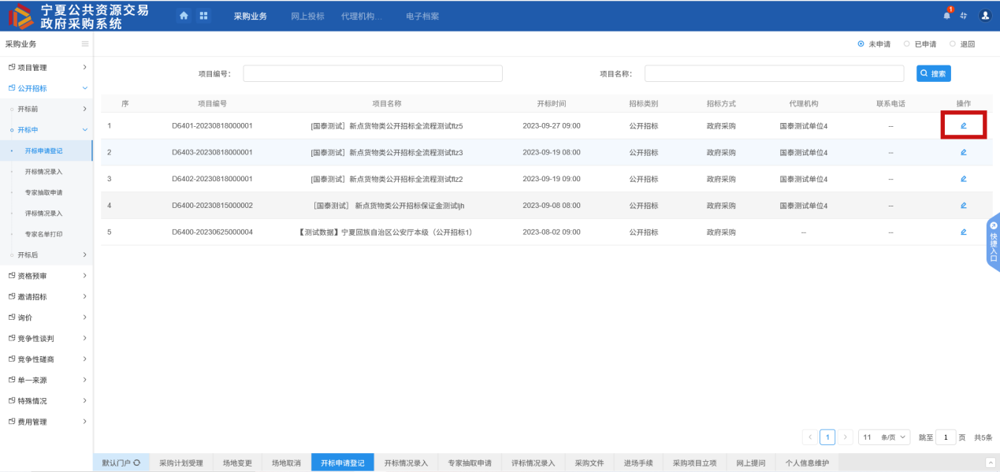 宁夏公共资源交易
政府采购系统
采购业务 网上投标 代理机构... 电子档案
1
采购业务
未申请 已申请 退回
项目管理
公开招标
开标前
开标中
开标申请登记
开标情况录入
专家抽取申请
评标情况录入
专家名单打印
开标后
资格预审
邀请招标
询价
竞争性谈判
竞争性磋商
单一来源
特殊情况
费用管理
项目编号: 项目名称: 搜索
序 项目编号 项目名称 开标时间 招标类别 招标方式 代理机构 联系电话 操作
1 D6401-20230818000001 [国泰测试] 新点货物类公开招标全流程测试flz5 2023-09-27 09:00 公开招标 政府采购 国泰测试单位4 --
2 D6403-20230818000001 [国泰测试] 新点货物类公开招标全流程测试flz3 2023-09-19 08:00 公开招标 政府采购 国泰测试单位4 --
3 D6402-20230818000001 [国泰测试] 新点货物类公开招标全流程测试flz2 2023-09-19 09:00 公开招标 政府采购 国泰测试单位4 --
4 D6400-20230815000002 [国泰测试] 新点货物类公开招标保证金测试ljh 2023-09-08 08:00 公开招标 政府采购 国泰测试单位4 --
5 D6400-20230625000004 【测试数据】宁夏回族自治区公安厅本级（公开招标1） 2023-08-02 09:00 公开招标 政府采购 -- --
快捷入口
< 1 > 11 条/页 跳至 1 页 共5条
默认门户 采购计划受理 场地变更 场地取消 开标申请登记 开标情况录入 专家抽取申请 评标情况录入 采购文件 进场手续 采购项目立项 网上提问 个人信息维护